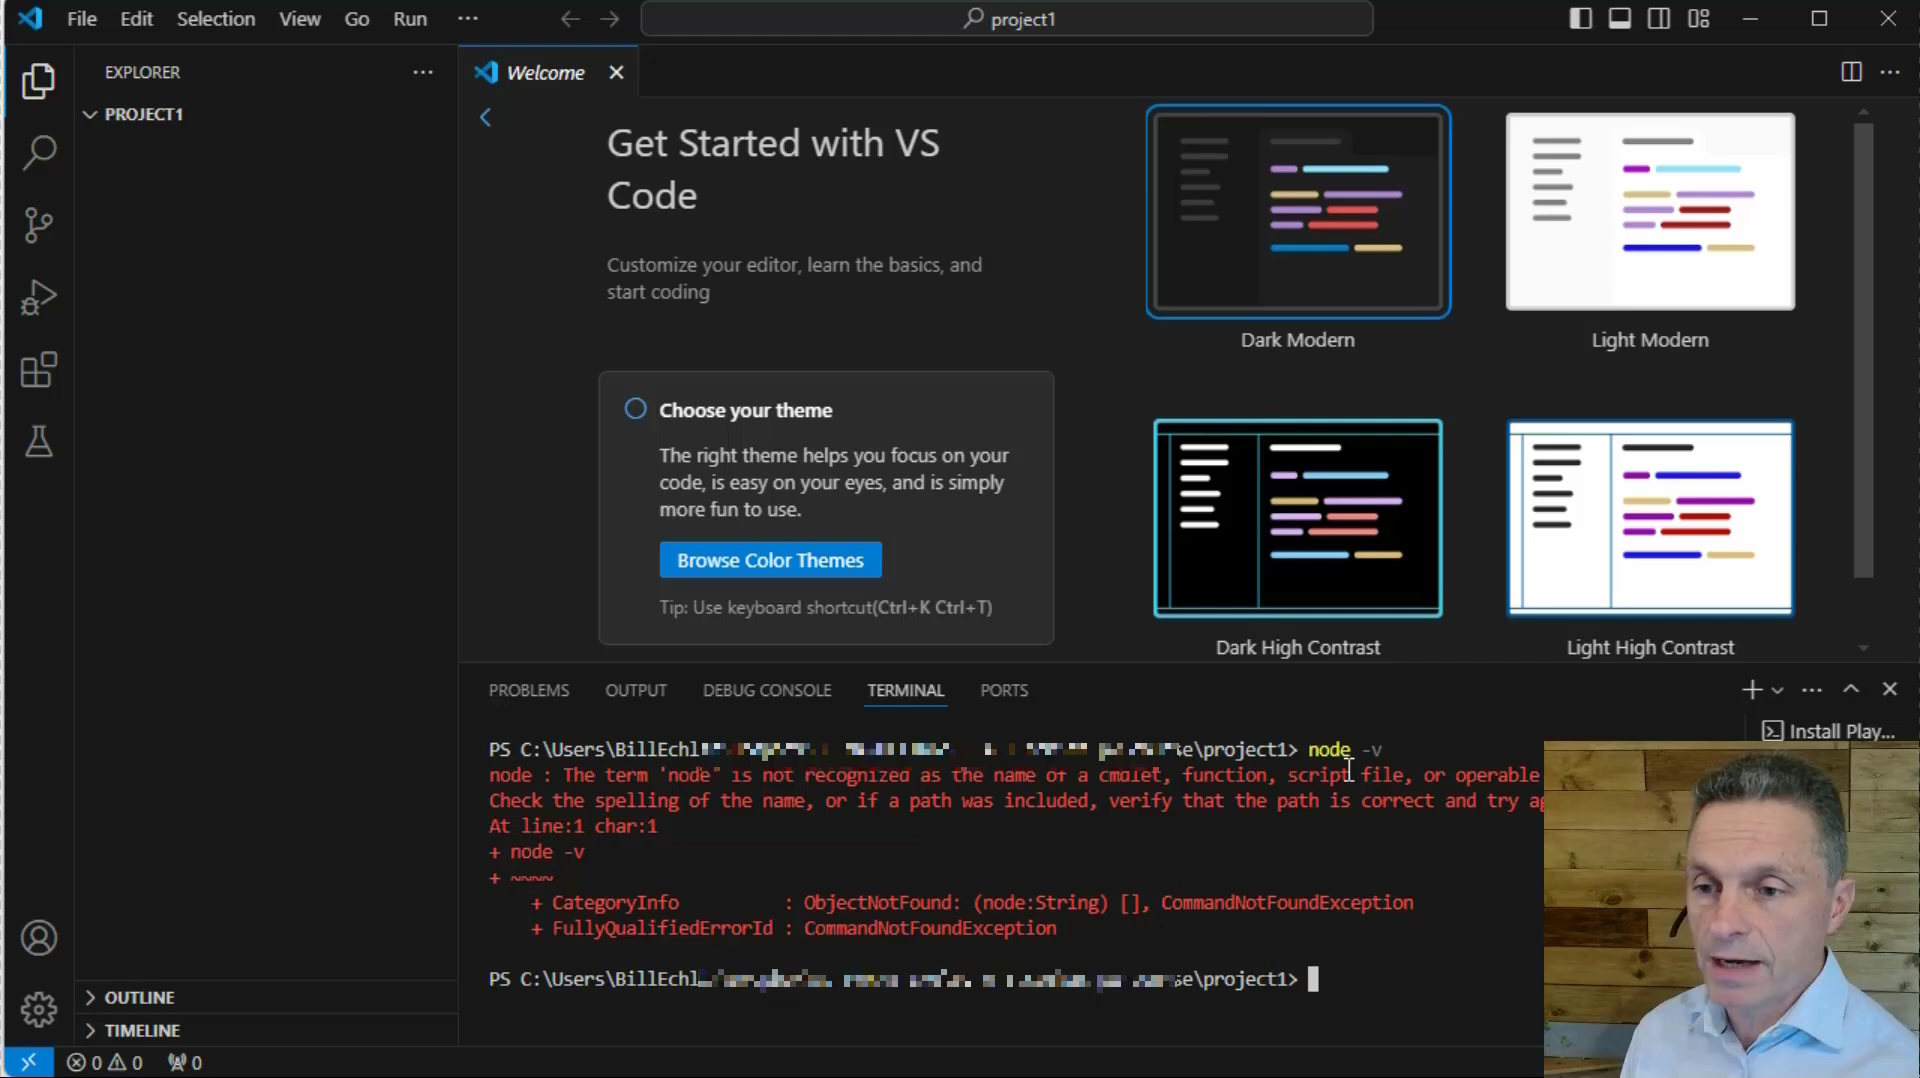 File Edit Selection View Go Run ··· project1
EXPLORER ···
PROJECT1
Welcome
Get Started with VS
Code
Customize your editor, learn the basics, and
start coding
Choose your theme
The right theme helps you focus on your
code, is easy on your eyes, and is simply
more fun to use.
Browse Color Themes
Tip: Use keyboard shortcut(Ctrl+K Ctrl+T)
Dark Modern
Light Modern
Dark High Contrast
Light High Contrast
PROBLEMS OUTPUT DEBUG CONSOLE TERMINAL PORTS
Install Play...
PS C:\Users\BillEchl se\project1> node -v
node : The term 'node' is not recognized as the name of a cmdlet, function, script file, or operable
Check the spelling of the name, or if a path was included, verify that the path is correct and try ag
At line:1 char:1
+ node -v
+ ~~~~
+ CategoryInfo : ObjectNotFound: (node:String) [], CommandNotFoundException
+ FullyQualifiedErrorId : CommandNotFoundException
PS C:\Users\BillEchl se\project1>
OUTLINE
TIMELINE
0 0 0